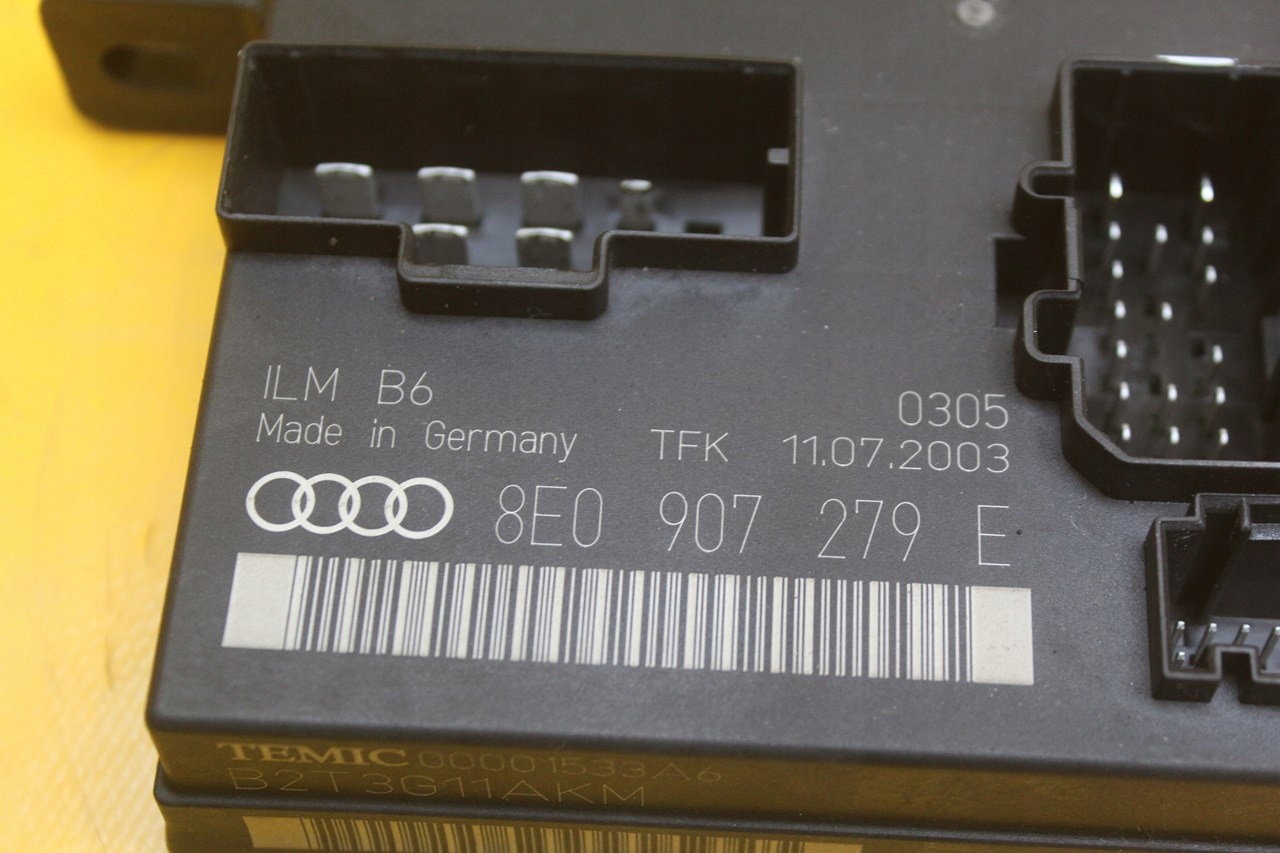 ILM B6
0305
Made in Germany TFK 11.07.2003
8E0 907 279 E
TEMIC 00001533A6
B2T3G11AKM